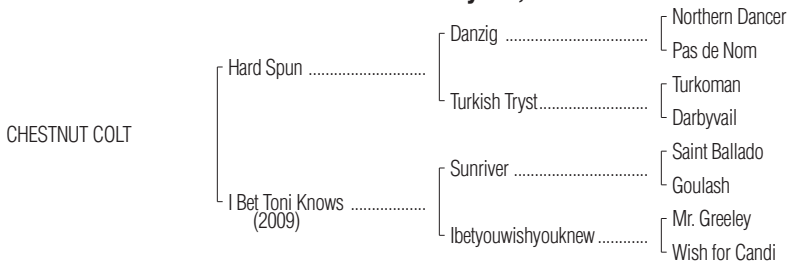 Northern Dancer
Danzig ..................................
Pas de Nom
Hard Spun ............................
Turkoman
Turkish Tryst..........................
Darbyvail
CHESTNUT COLT
Saint Ballado
Sunriver ................................
Goulash
I Bet Toni Knows ..................
(2009)
Mr. Greeley
Ibetyouwishyouknew............
Wish for Candi